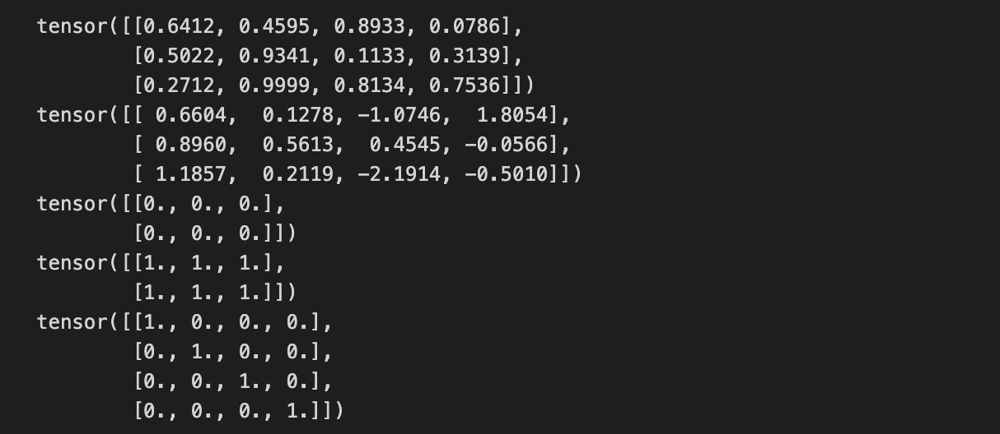 tensor([[0.6412, 0.4595, 0.8933, 0.0786],
        [0.5022, 0.9341, 0.1133, 0.3139],
        [0.2712, 0.9999, 0.8134, 0.7536]])
tensor([[ 0.6604,  0.1278, -1.0746,  1.8054],
        [ 0.8960,  0.5613,  0.4545, -0.0566],
        [ 1.1857,  0.2119, -2.1914, -0.5010]])
tensor([[0., 0., 0.],
        [0., 0., 0.]])
tensor([[1., 1., 1.],
        [1., 1., 1.]])
tensor([[1., 0., 0., 0.],
        [0., 1., 0., 0.],
        [0., 0., 1., 0.],
        [0., 0., 0., 1.]])